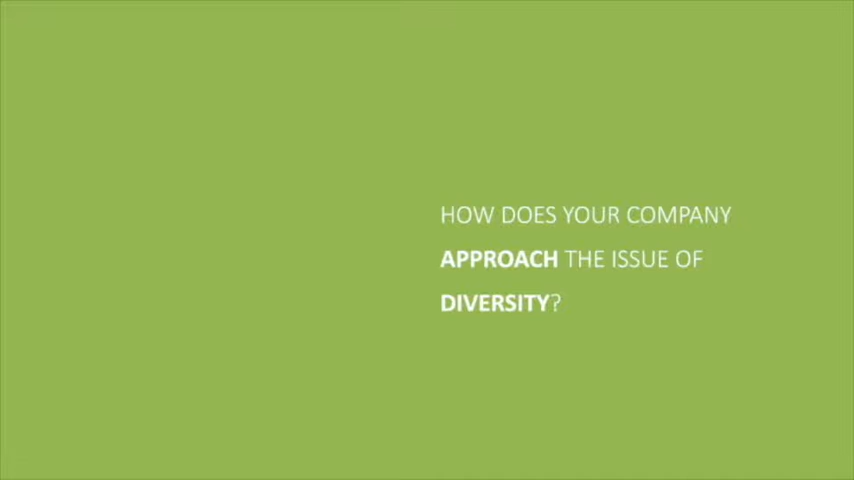 HOW DOES YOUR COMPANY
APPROACH THE ISSUE OF
DIVERSITY?